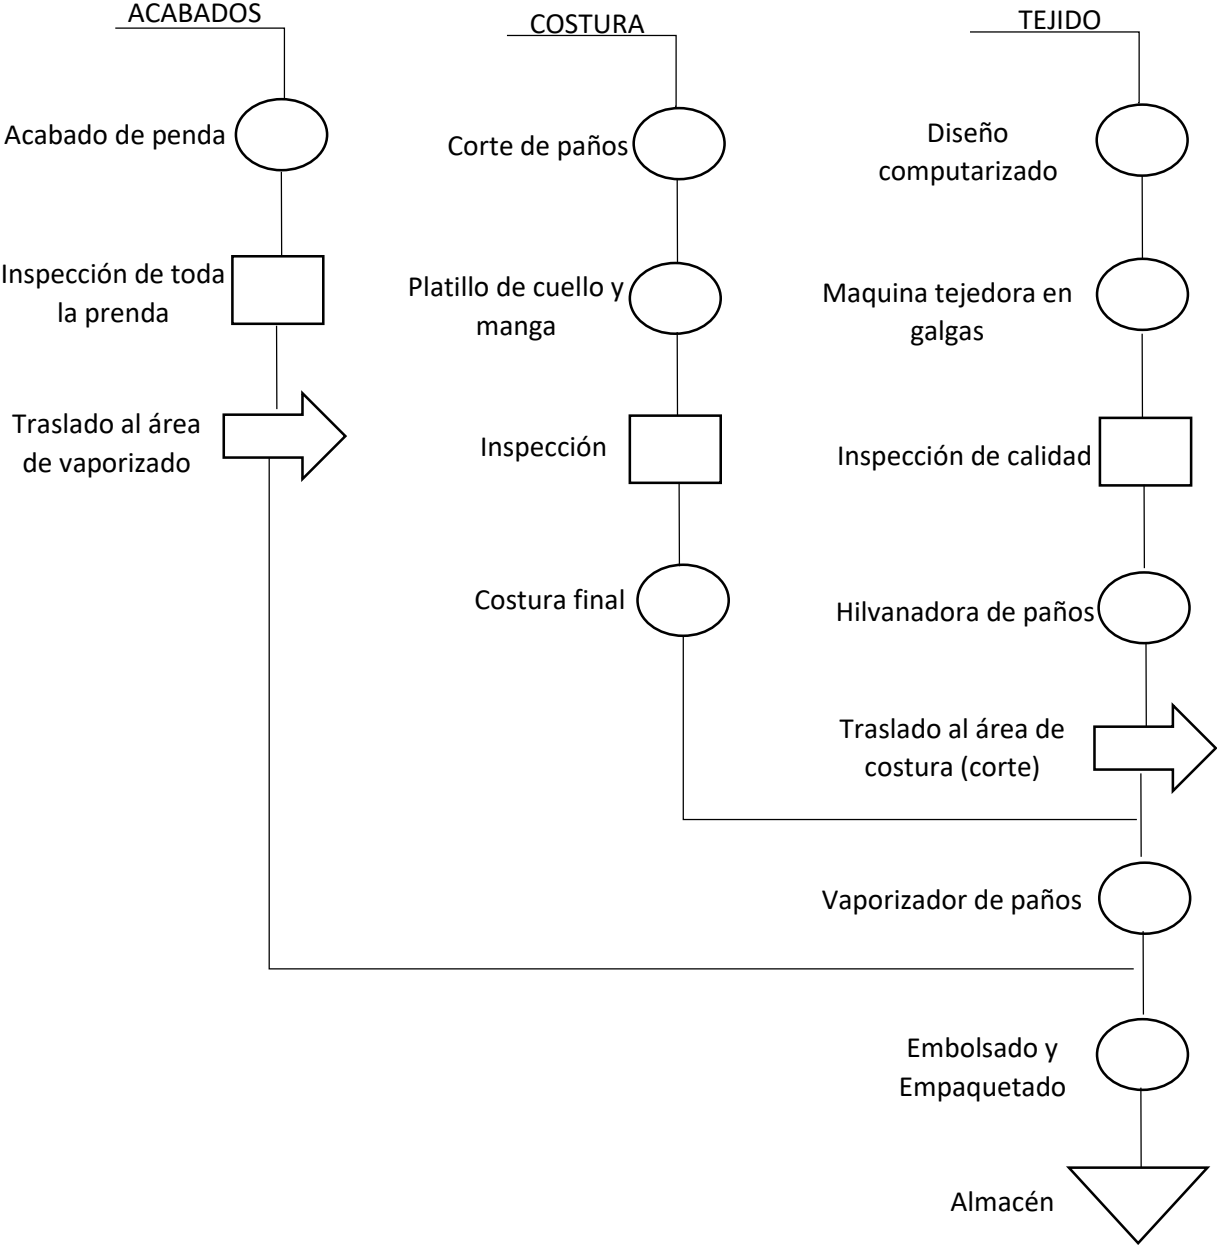 ACABADOS
Acabado de penda
Inspección de toda
la prenda
Traslado al área
de vaporizado
COSTURA
Corte de paños
Platillo de cuello y
manga
Inspección
Costura final
TEJIDO
Diseño
computarizado
Maquina tejedora en
galgas
Inspección de calidad
Hilvanadora de paños
Traslado al área de
costura (corte)
Vaporizador de paños
Embolsado y
Empaquetado
Almacén